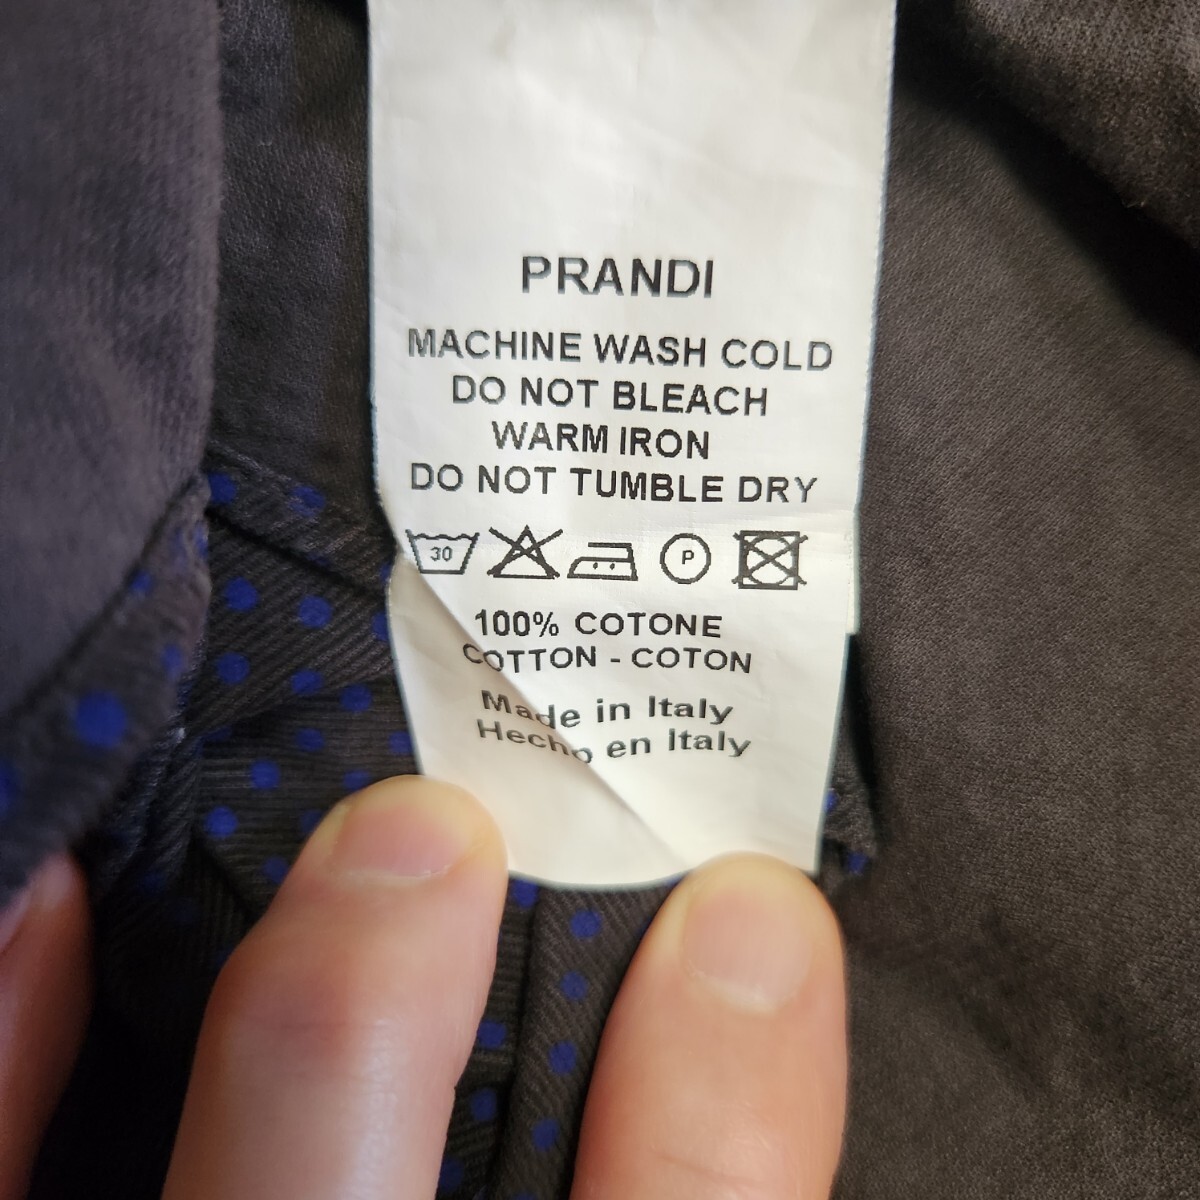 PRANDI
MACHINE WASH COLD
DO NOT BLEACH
WARM IRON
DO NOT TUMBLE DRY
30 P
100% COTONE
COTTON - COTON
Made in Italy
Hecho en Italy